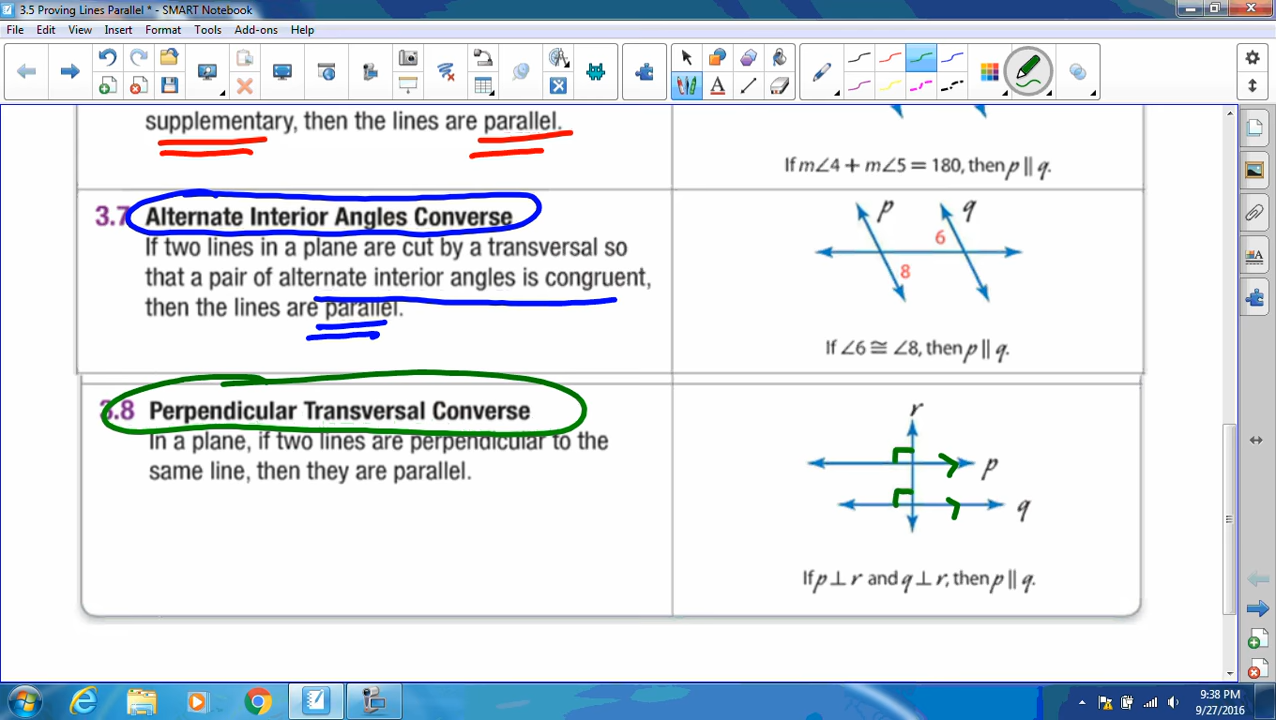 3.5 Proving Lines Parallel * - SMART Notebook
File Edit View Insert Format Tools Add-ons Help
supplementary, then the lines are parallel.
If m∠4 + m∠5 = 180, then p || q.
3.7 Alternate Interior Angles Converse
If two lines in a plane are cut by a transversal so
that a pair of alternate interior angles is congruent,
then the lines are parallel.
p q
6
8
If ∠6 ≅ ∠8, then p || q.
3.8 Perpendicular Transversal Converse
In a plane, if two lines are perpendicular to the
same line, then they are parallel.
r
p
q
If p ⊥ r and q ⊥ r, then p || q.
9:38 PM
9/27/2016